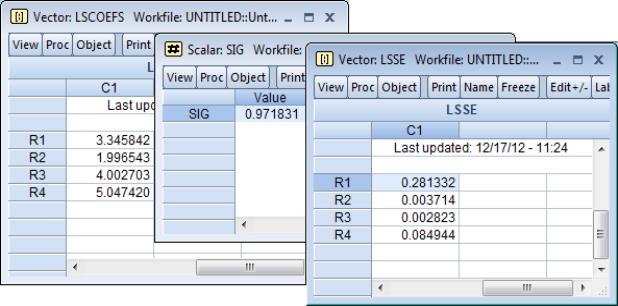 Vector: LSCOEFS Workfile: UNTITLED::Unt...
View Proc Object Print
L
C1
Last upd
R1 3.345842
R2 1.996543
R3 4.002703
R4 5.047420
Scalar: SIG Workfile:
View Proc Object Print
Value
SIG 0.971831
Vector: LSSE Workfile: UNTITLED::...
View Proc Object Print Name Freeze Edit+/- Lab
LSSE
C1
Last updated: 12/17/12 - 11:24
R1 0.281332
R2 0.003714
R3 0.002823
R4 0.084944